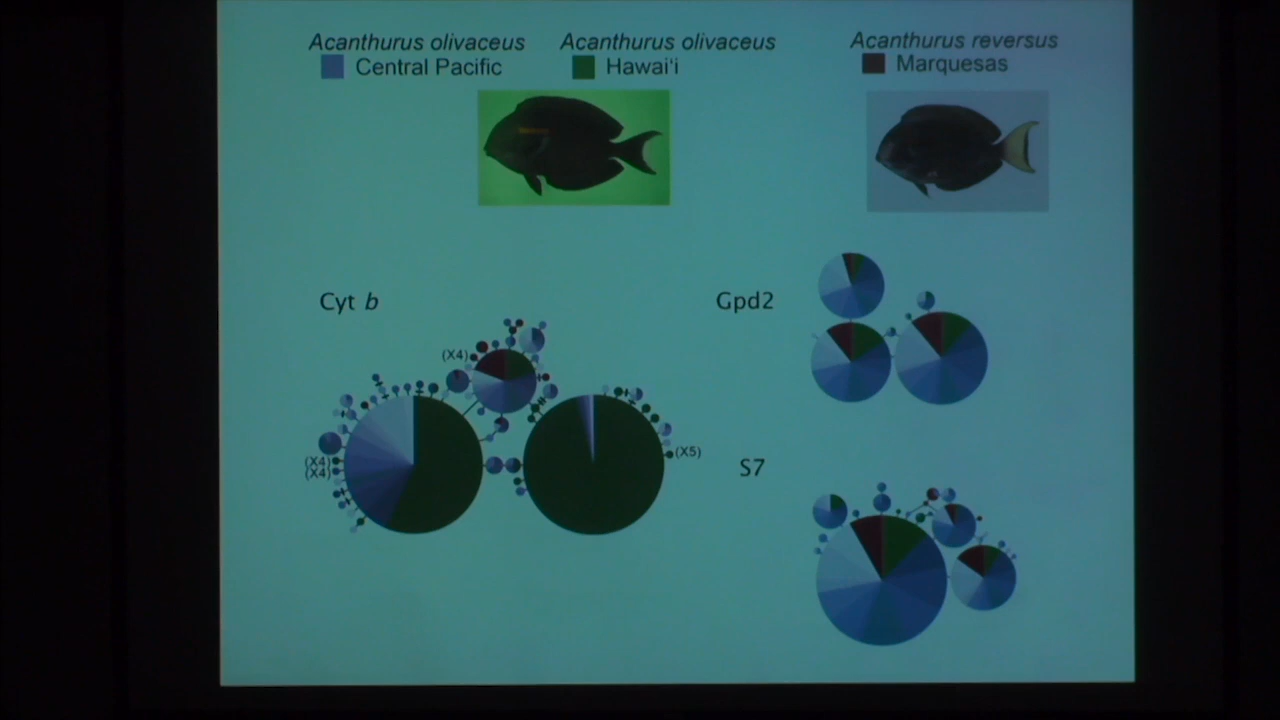 Acanthurus olivaceus
Central Pacific
Acanthurus olivaceus
Hawai'i
Acanthurus reversus
Marquesas
Cyt b
Gpd2
(X4)
(X4)
(X4)
(X5)
S7